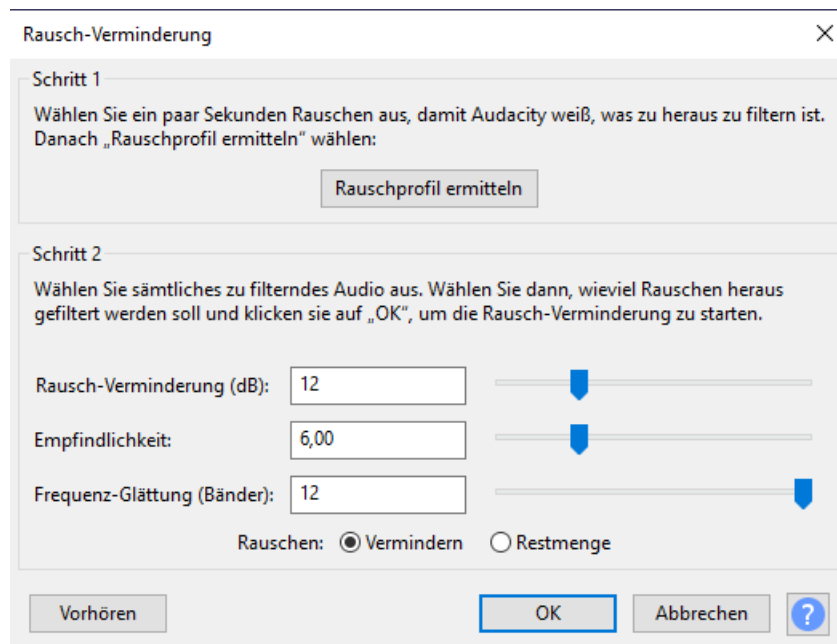 Rausch-Verminderung
Schritt 1
Wählen Sie ein paar Sekunden Rauschen aus, damit Audacity weiß, was zu heraus zu filtern ist.
Danach „Rauschprofil ermitteln“ wählen:
Rauschprofil ermitteln
Schritt 2
Wählen Sie sämtliches zu filterndes Audio aus. Wählen Sie dann, wieviel Rauschen heraus
gefiltert werden soll und klicken sie auf „OK“, um die Rausch-Verminderung zu starten.
Rausch-Verminderung (dB): 12
Empfindlichkeit: 6,00
Frequenz-Glättung (Bänder): 12
Rauschen: Vermindern Restmenge
Vorhören OK Abbrechen ?